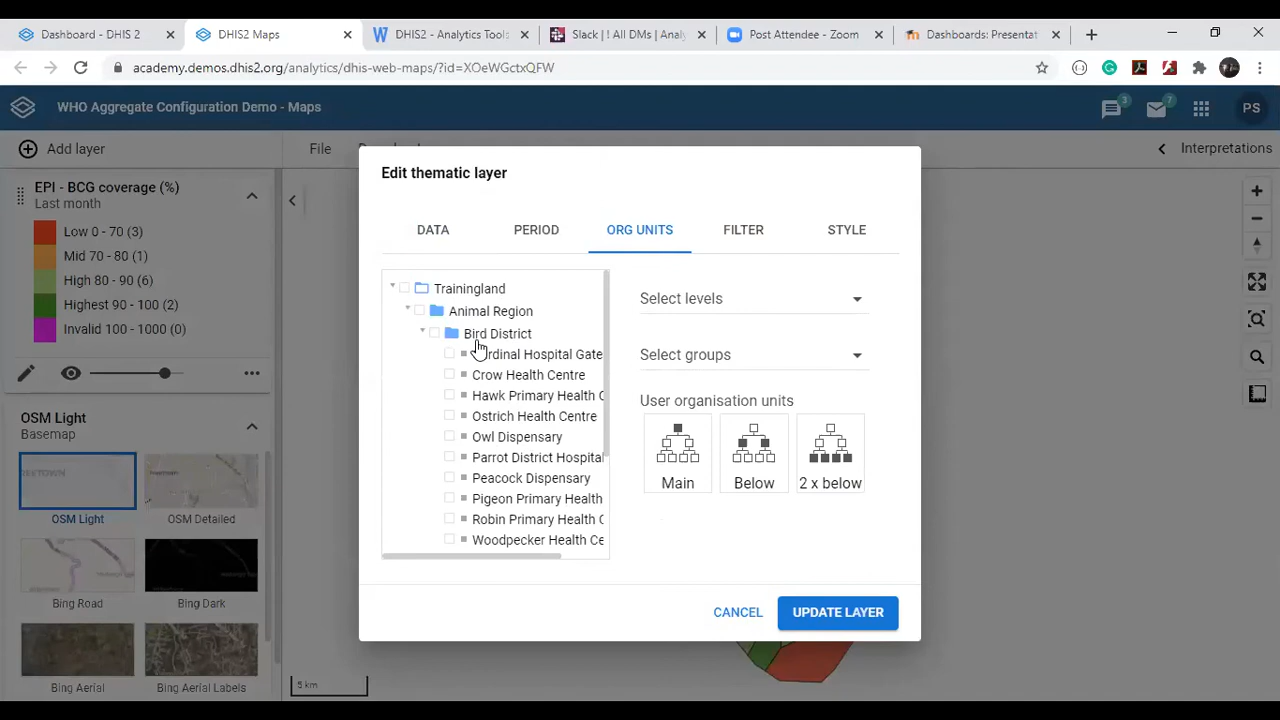 Dashboard - DHIS 2
DHIS2 Maps
DHIS2 - Analytics Tools
Slack | ! All DMs | Analy
Post Attendee - Zoom
Dashboards: Presentat
academy.demos.dhis2.org/analytics/dhis-web-maps/?id=XOeWGctxQFW
WHO Aggregate Configuration Demo - Maps
3
7
PS
Add layer
File
Interpretations
EPI - BCG coverage (%)
Last month
Low 0 - 70 (3)
Mid 70 - 80 (1)
High 80 - 90 (6)
Highest 90 - 100 (2)
Invalid 100 - 1000 (0)
OSM Light
Basemap
OSM Light
OSM Detailed
Bing Road
Bing Dark
Bing Aerial
Bing Aerial Labels
5 km
Edit thematic layer
DATA
PERIOD
ORG UNITS
FILTER
STYLE
Trainingland
Animal Region
Bird District
Cardinal Hospital Gate
Crow Health Centre
Hawk Primary Health C
Ostrich Health Centre
Owl Dispensary
Parrot District Hospital
Peacock Dispensary
Pigeon Primary Health
Robin Primary Health C
Woodpecker Health Ce
Select levels
Select groups
User organisation units
Main
Below
2 x below
CANCEL
UPDATE LAYER